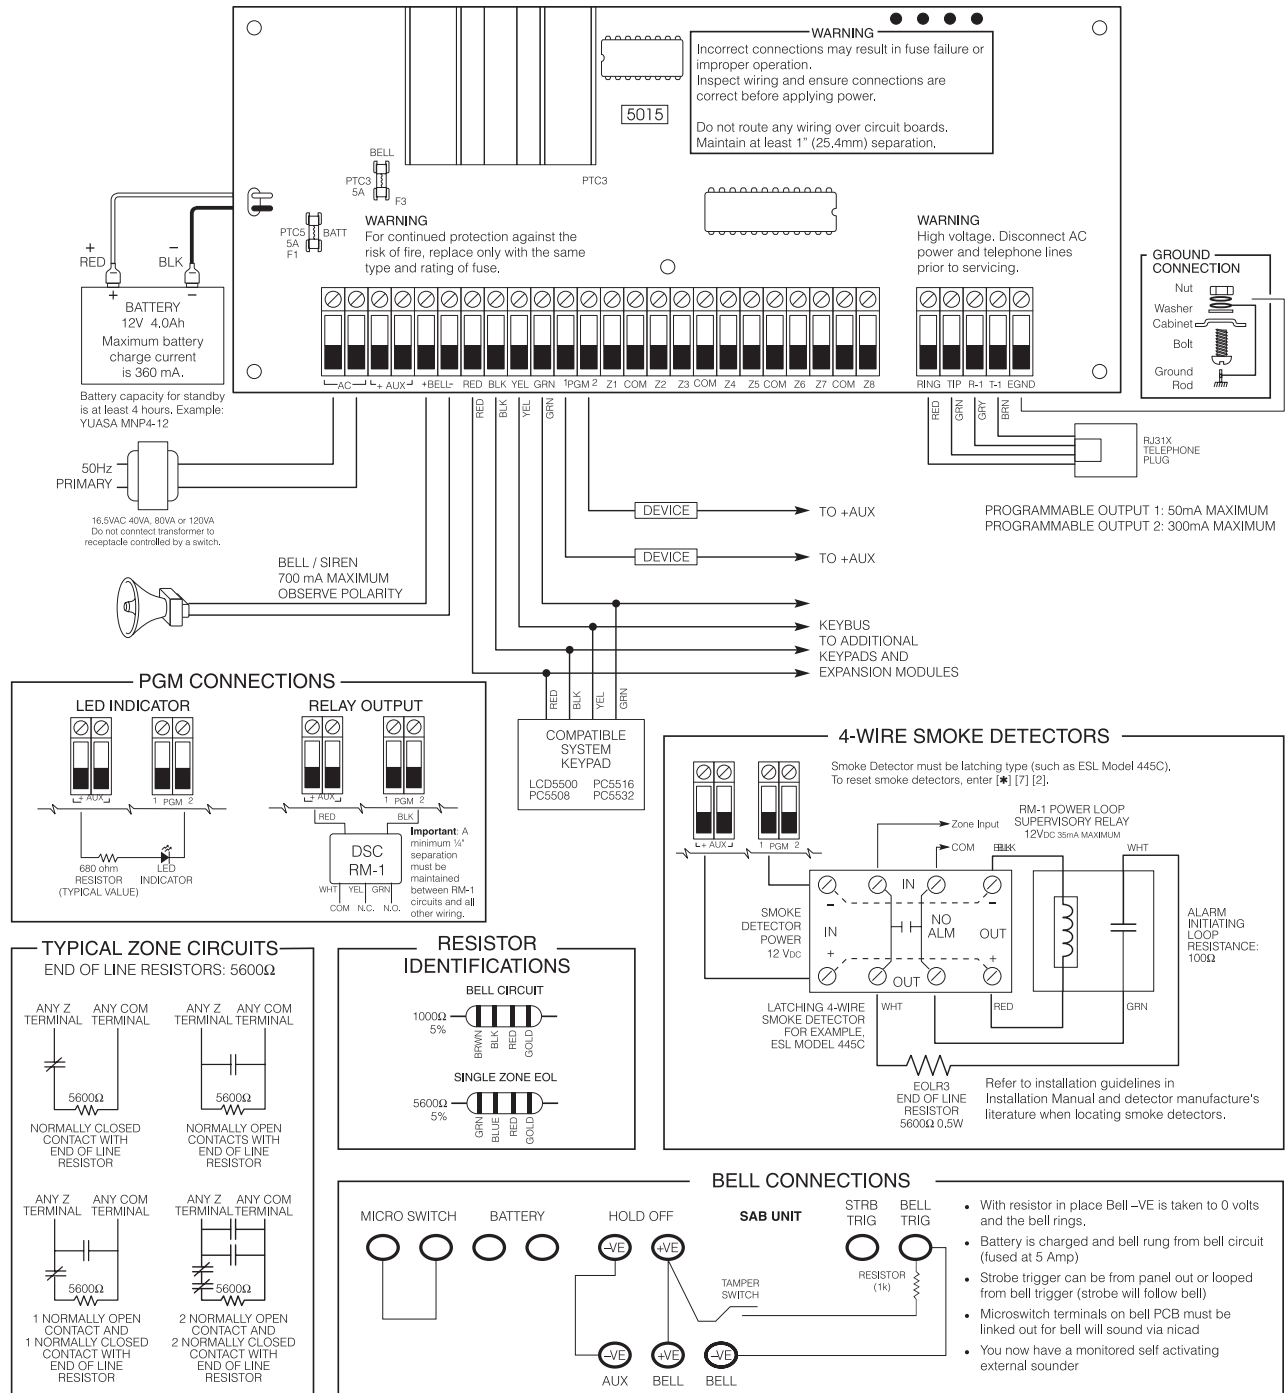 WARNING
Incorrect connections may result in fuse failure or
improper operation.
Inspect wiring and ensure connections are
correct before applying power.
Do not route any wiring over circuit boards.
Maintain at least 1" (25.4mm) separation.
5015
BELL
PTC3
5A
F3
PTC3
PTC5
5A
F1
BATT
WARNING
For continued protection against the
risk of fire, replace only with the same
type and rating of fuse.
WARNING
High voltage. Disconnect AC
power and telephone lines
prior to servicing.
GROUND
CONNECTION
Nut
Washer
Cabinet
Bolt
Ground
Rod
+
RED
–
BLK
+ –
BATTERY
12V 4.0Ah
Maximum battery
charge current
is 360 mA.
Battery capacity for standby
is at least 4 hours. Example:
YUASA MNP4-12
AC + AUX +BELL- RED BLK YEL GRN 1PGM 2 Z1 COM Z2 Z3 COM Z4 Z5 COM Z6 Z7 COM Z8
RING TIP R-1 T-1 EGND
RED BLK YEL GRN
RED GRN GRY BRN
RJ31X
TELEPHONE
PLUG
50Hz
PRIMARY
16.5VAC 40VA, 80VA or 120VA
Do not conntect transformer to
receptacle controlled by a switch.
DEVICE TO +AUX
DEVICE TO +AUX
PROGRAMMABLE OUTPUT 1: 50mA MAXIMUM
PROGRAMMABLE OUTPUT 2: 300mA MAXIMUM
BELL / SIREN
700 mA MAXIMUM
OBSERVE POLARITY
KEYBUS
TO ADDITIONAL
KEYPADS AND
EXPANSION MODULES
RED BLK YEL GRN
COMPATIBLE
SYSTEM
KEYPAD
LCD5500 PC5516
PC5508 PC5532
PGM CONNECTIONS
LED INDICATOR
+ AUX 1 PGM 2
680 ohm
RESISTOR
(TYPICAL VALUE)
LED
INDICATOR
RELAY OUTPUT
+ AUX 1 PGM 2
RED BLK
DSC
RM-1
WHT YEL GRN
COM N.C. N.O.
Important: A
minimum ¼"
separation
must be
maintained
between RM-1
circuits and all
other wiring.
4-WIRE SMOKE DETECTORS
Smoke Detector must be latching type (such as ESL Model 445C).
To reset smoke detectors, enter [✱] [7] [2].
+ AUX 1 PGM 2
Zone Input
COM
RM-1 POWER LOOP
SUPERVISORY RELAY
12VDC 35mA MAXIMUM
BLK
WHT
SMOKE
DETECTOR
POWER
12 VDC
–
IN
+
IN
NO
ALM
OUT
–
OUT
+
ALARM
INITIATING
LOOP
RESISTANCE:
100Ω
LATCHING 4-WIRE
SMOKE DETECTOR
FOR EXAMPLE,
ESL MODEL 445C
WHT
RED
GRN
EOLR3
END OF LINE
RESISTOR
5600Ω 0.5W
Refer to installation guidelines in
Installation Manual and detector manufacture's
literature when locating smoke detectors.
TYPICAL ZONE CIRCUITS
END OF LINE RESISTORS: 5600Ω
ANY Z
TERMINAL
ANY COM
TERMINAL
5600Ω
NORMALLY CLOSED
CONTACT WITH
END OF LINE
RESISTOR
ANY Z
TERMINAL
ANY COM
TERMINAL
5600Ω
NORMALLY OPEN
CONTACTS WITH
END OF LINE
RESISTOR
ANY Z
TERMINAL
ANY COM
TERMINAL
5600Ω
1 NORMALLY OPEN
CONTACT AND
1 NORMALLY CLOSED
CONTACT WITH
END OF LINE
RESISTOR
ANY Z
TERMINAL
ANY COM
TERMINAL
5600Ω
2 NORMALLY OPEN
CONTACT AND
2 NORMALLY CLOSED
CONTACT WITH
END OF LINE
RESISTOR
RESISTOR
IDENTIFICATIONS
BELL CIRCUIT
1000Ω
5%
BRWN BLK RED GOLD
SINGLE ZONE EOL
5600Ω
5%
GRN BLUE RED GOLD
BELL CONNECTIONS
MICRO SWITCH BATTERY HOLD OFF SAB UNIT
STRB
TRIG
BELL
TRIG
–VE +VE
TAMPER
SWITCH
RESISTOR
(1k)
–VE +VE –VE
AUX BELL BELL
• With resistor in place Bell –VE is taken to 0 volts
and the bell rings.
• Battery is charged and bell rung from bell circuit
(fused at 5 Amp)
• Strobe trigger can be from panel out or looped
from bell trigger (strobe will follow bell)
• Microswitch terminals on bell PCB must be
linked out for bell will sound via nicad
• You now have a monitored self activating
external sounder